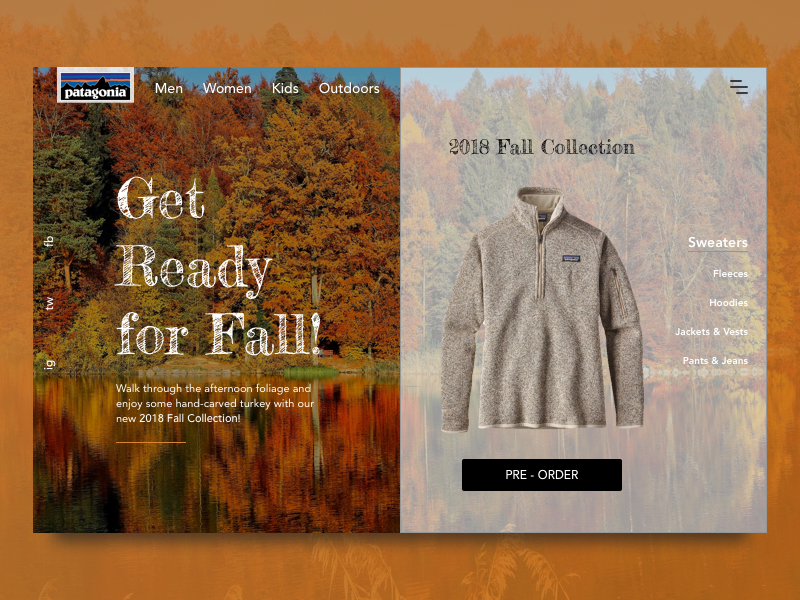 patagonia
Men Women Kids Outdoors
2018 Fall Collection
Get
Ready
for Fall!
fb
tw
ig
Walk through the afternoon foliage and
enjoy some hand-carved turkey with our
new 2018 Fall Collection!
Sweaters
Fleeces
Hoodies
Jackets & Vests
Pants & Jeans
PRE - ORDER